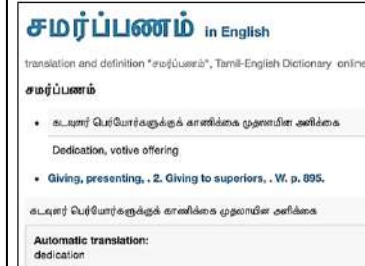 சமர்ப்பணம் in English
translation and definition "சமர்ப்பணம்", Tamil-English Dictionary online
சமர்ப்பணம்
கடவுளர் பெரியோர்களுக்குக் காணிக்கை முதலாயின அளிக்கை
Dedication, votive offering
Giving, presenting, . 2. Giving to superiors, . W. p. 895.
கடவுளர் பெரியோர்களுக்குக் காணிக்கை முதலாயின அளிக்கை
Automatic translation:
dedication